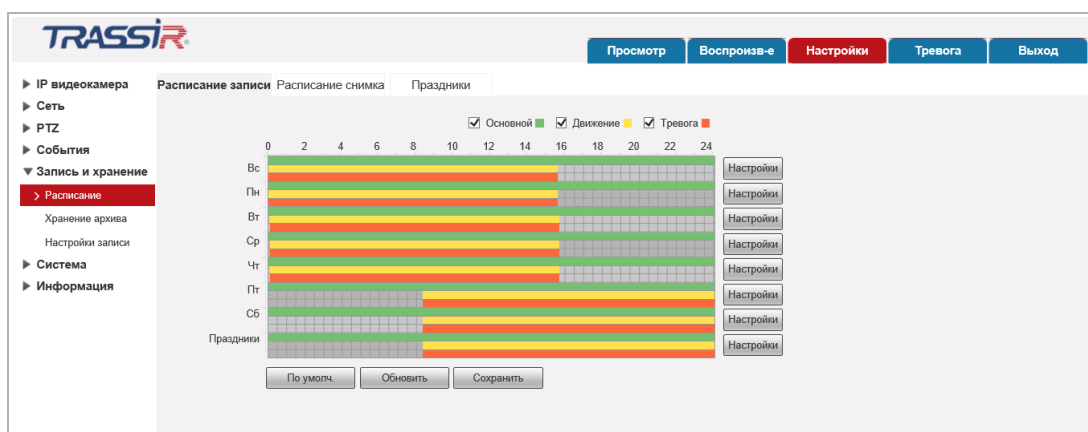 TRASSIR
Просмотр Воспроизв-е Настройки Тревога Выход
IP видеокамера
Сеть
PTZ
События
Запись и хранение
Расписание
Хранение архива
Настройки записи
Система
Информация
Расписание записи Расписание снимка Праздники
Основной Движение Тревога
0 2 4 6 8 10 12 14 16 18 20 22 24
Вс Настройки
Пн Настройки
Вт Настройки
Ср Настройки
Чт Настройки
Пт Настройки
Сб Настройки
Праздники Настройки
По умолч. Обновить Сохранить